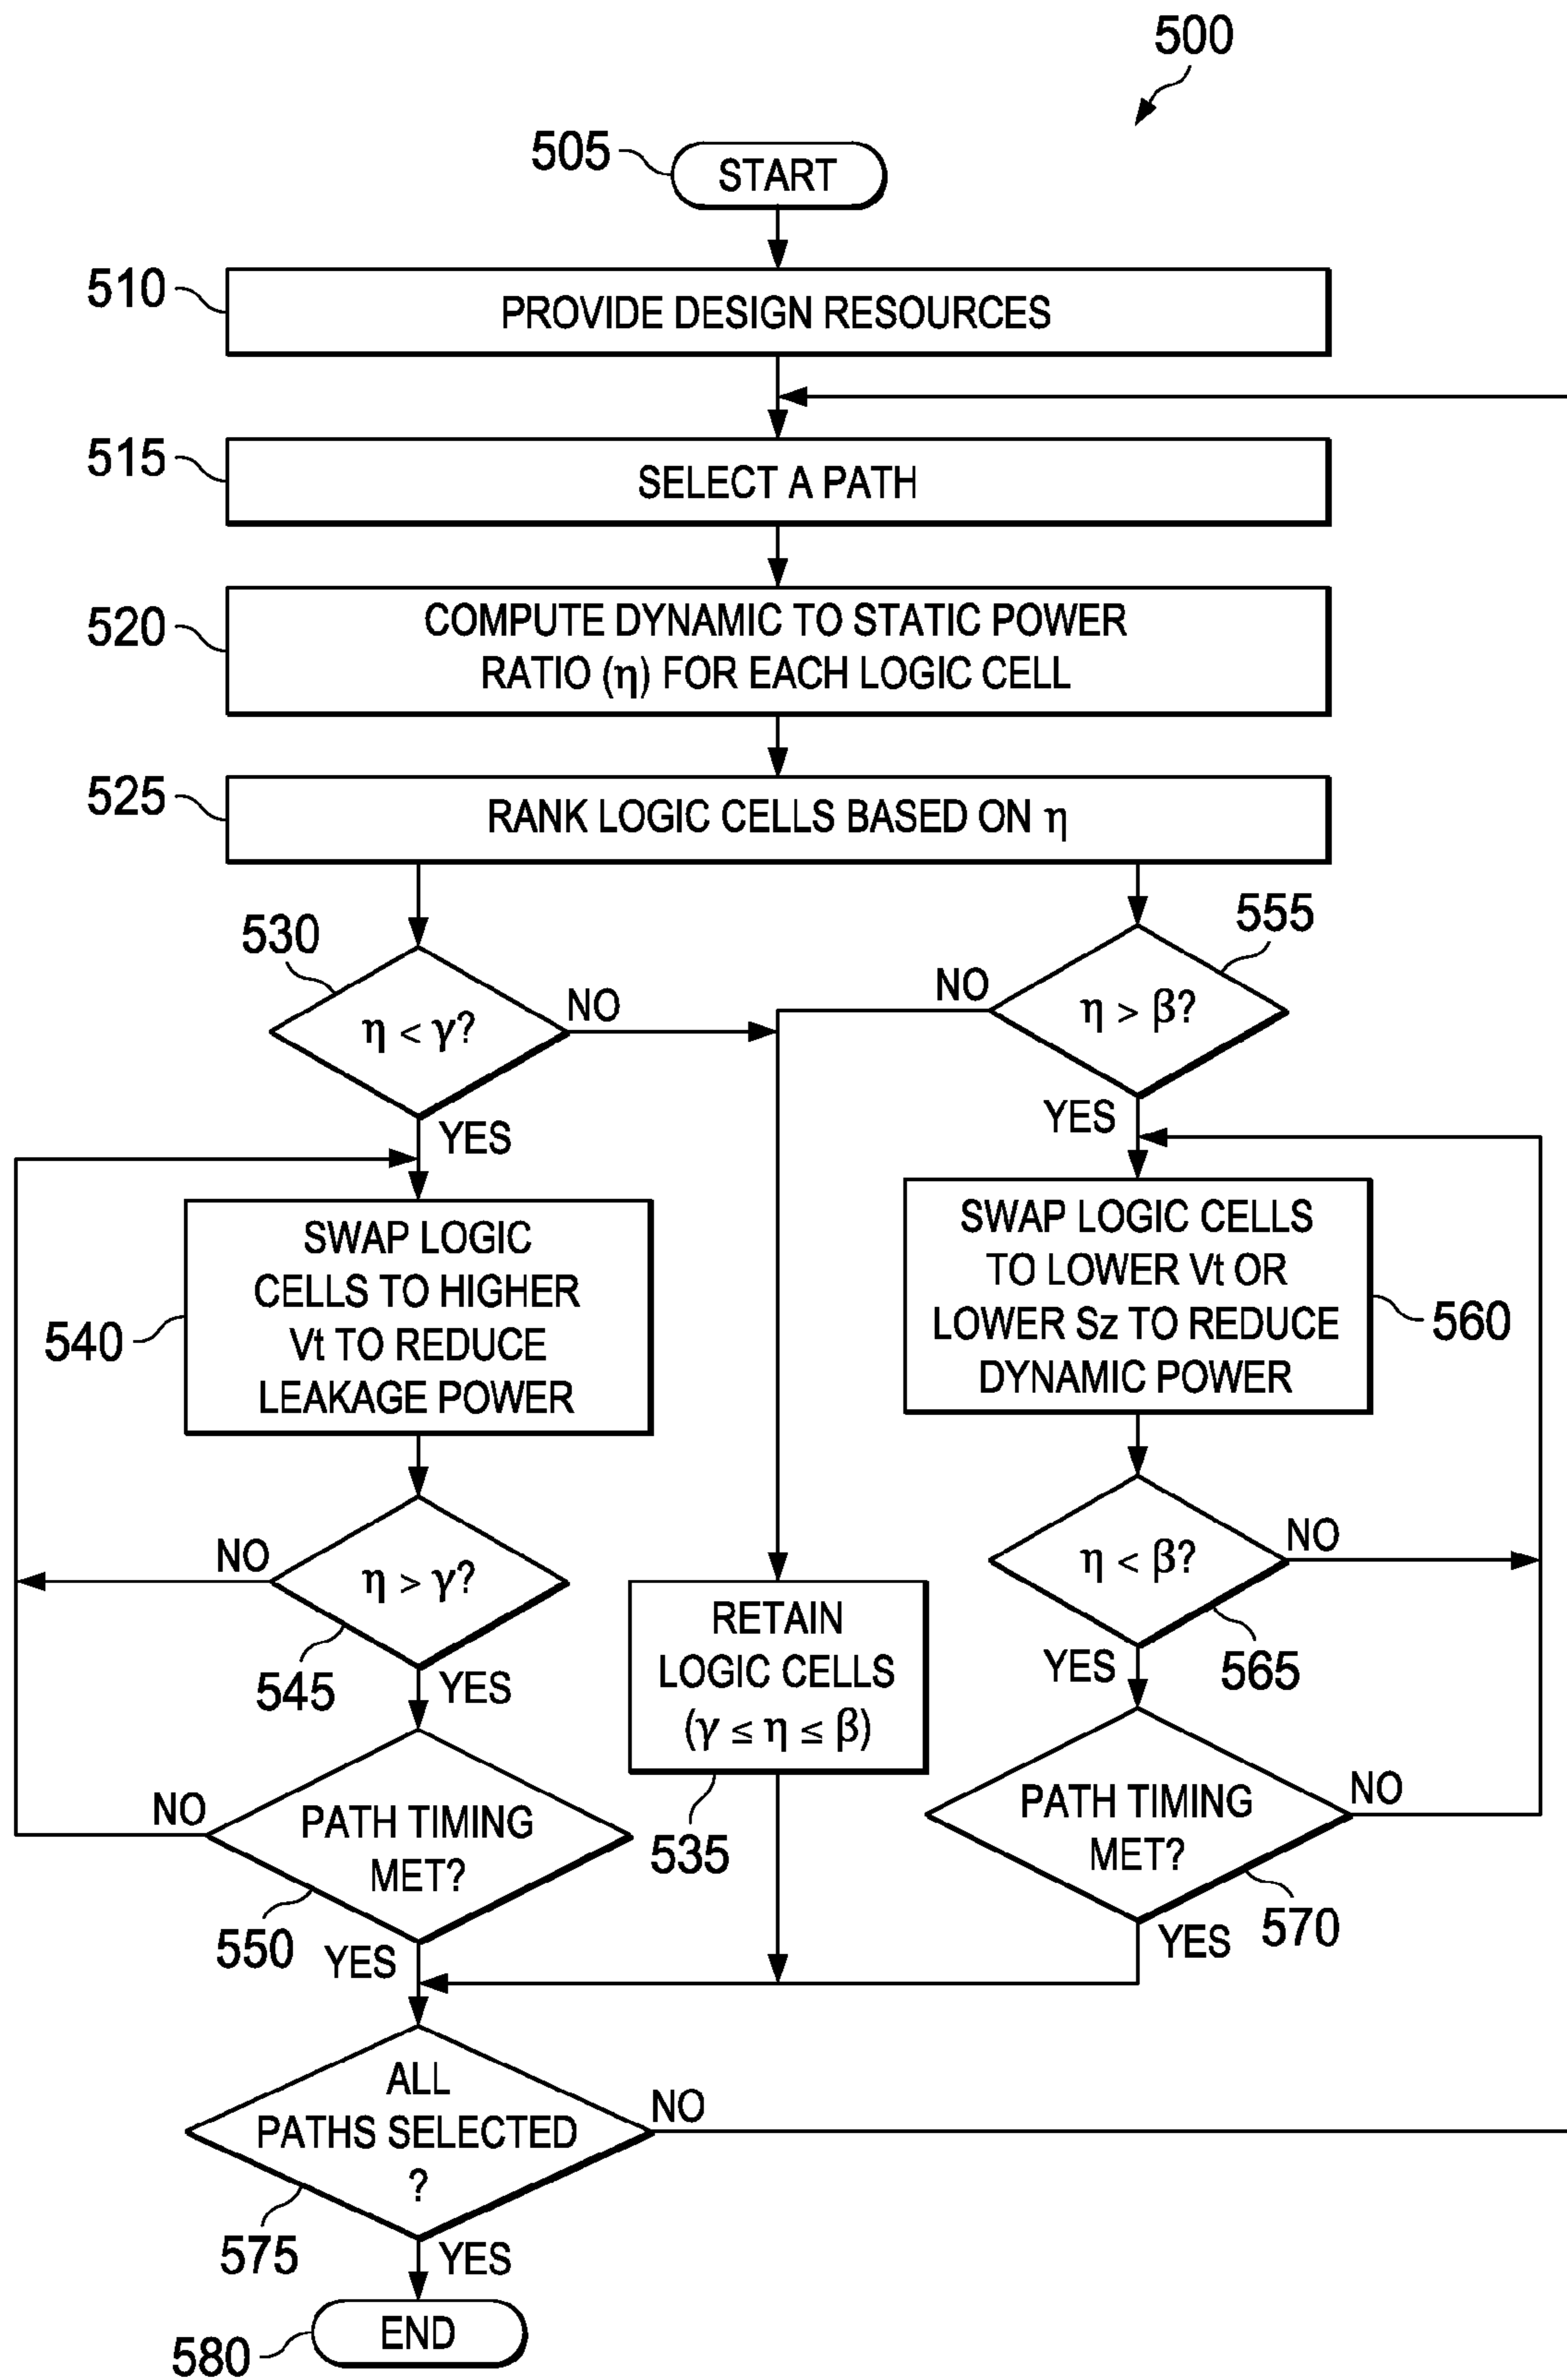 500
505
START
510
PROVIDE DESIGN RESOURCES
515
SELECT A PATH
520
COMPUTE DYNAMIC TO STATIC POWER
RATIO (η) FOR EACH LOGIC CELL
525
RANK LOGIC CELLS BASED ON η
530
η < γ?
NO
YES
555
η > β?
NO
YES
540
SWAP LOGIC
CELLS TO HIGHER
Vt TO REDUCE
LEAKAGE POWER
560
SWAP LOGIC CELLS
TO LOWER Vt OR
LOWER Sz TO REDUCE
DYNAMIC POWER
545
η > γ?
NO
YES
535
RETAIN
LOGIC CELLS
(γ ≤ η ≤ β)
565
η < β?
NO
YES
550
PATH TIMING
MET?
NO
YES
570
PATH TIMING
MET?
NO
YES
575
ALL
PATHS SELECTED
?
NO
YES
580
END